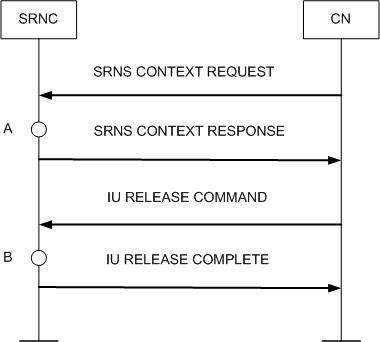 SRNC
CN
SRNS CONTEXT REQUEST
A
SRNS CONTEXT RESPONSE
IU RELEASE COMMAND
B
IU RELEASE COMPLETE